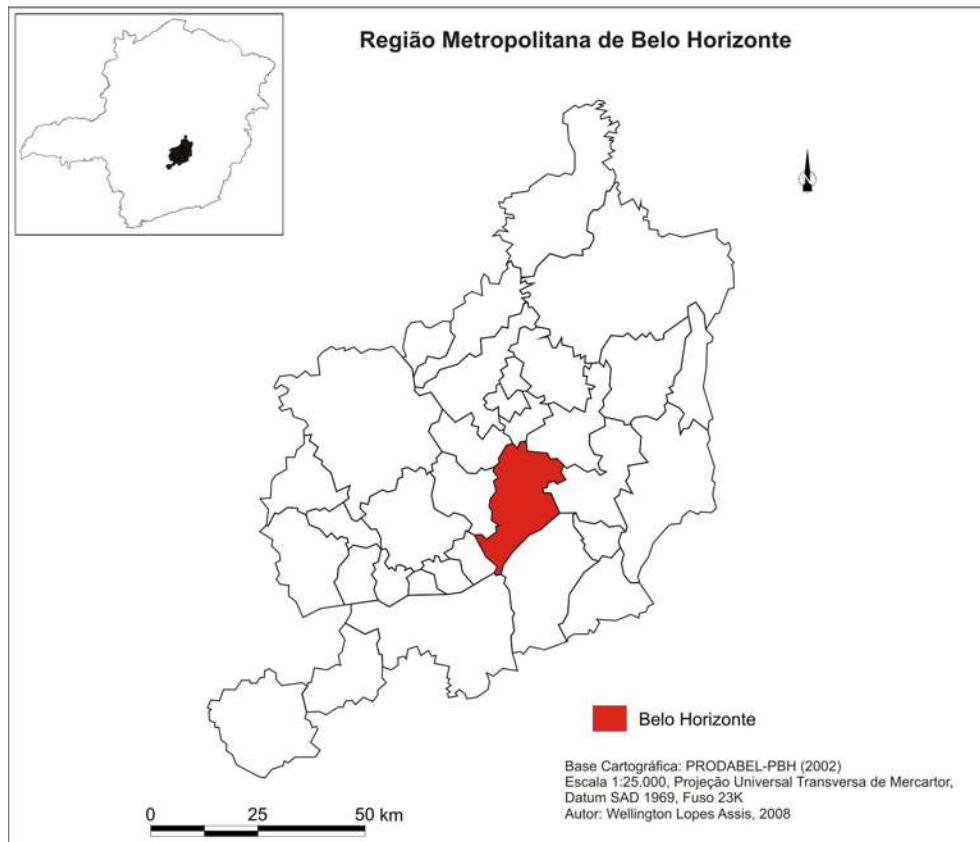 Região Metropolitana de Belo Horizonte
N
Belo Horizonte
Base Cartográfica: PRODABEL-PBH (2002)
Escala 1:25.000, Projeção Universal Transversa de Mercartor,
Datum SAD 1969, Fuso 23K
Autor: Wellington Lopes Assis, 2008
0 25 50 km